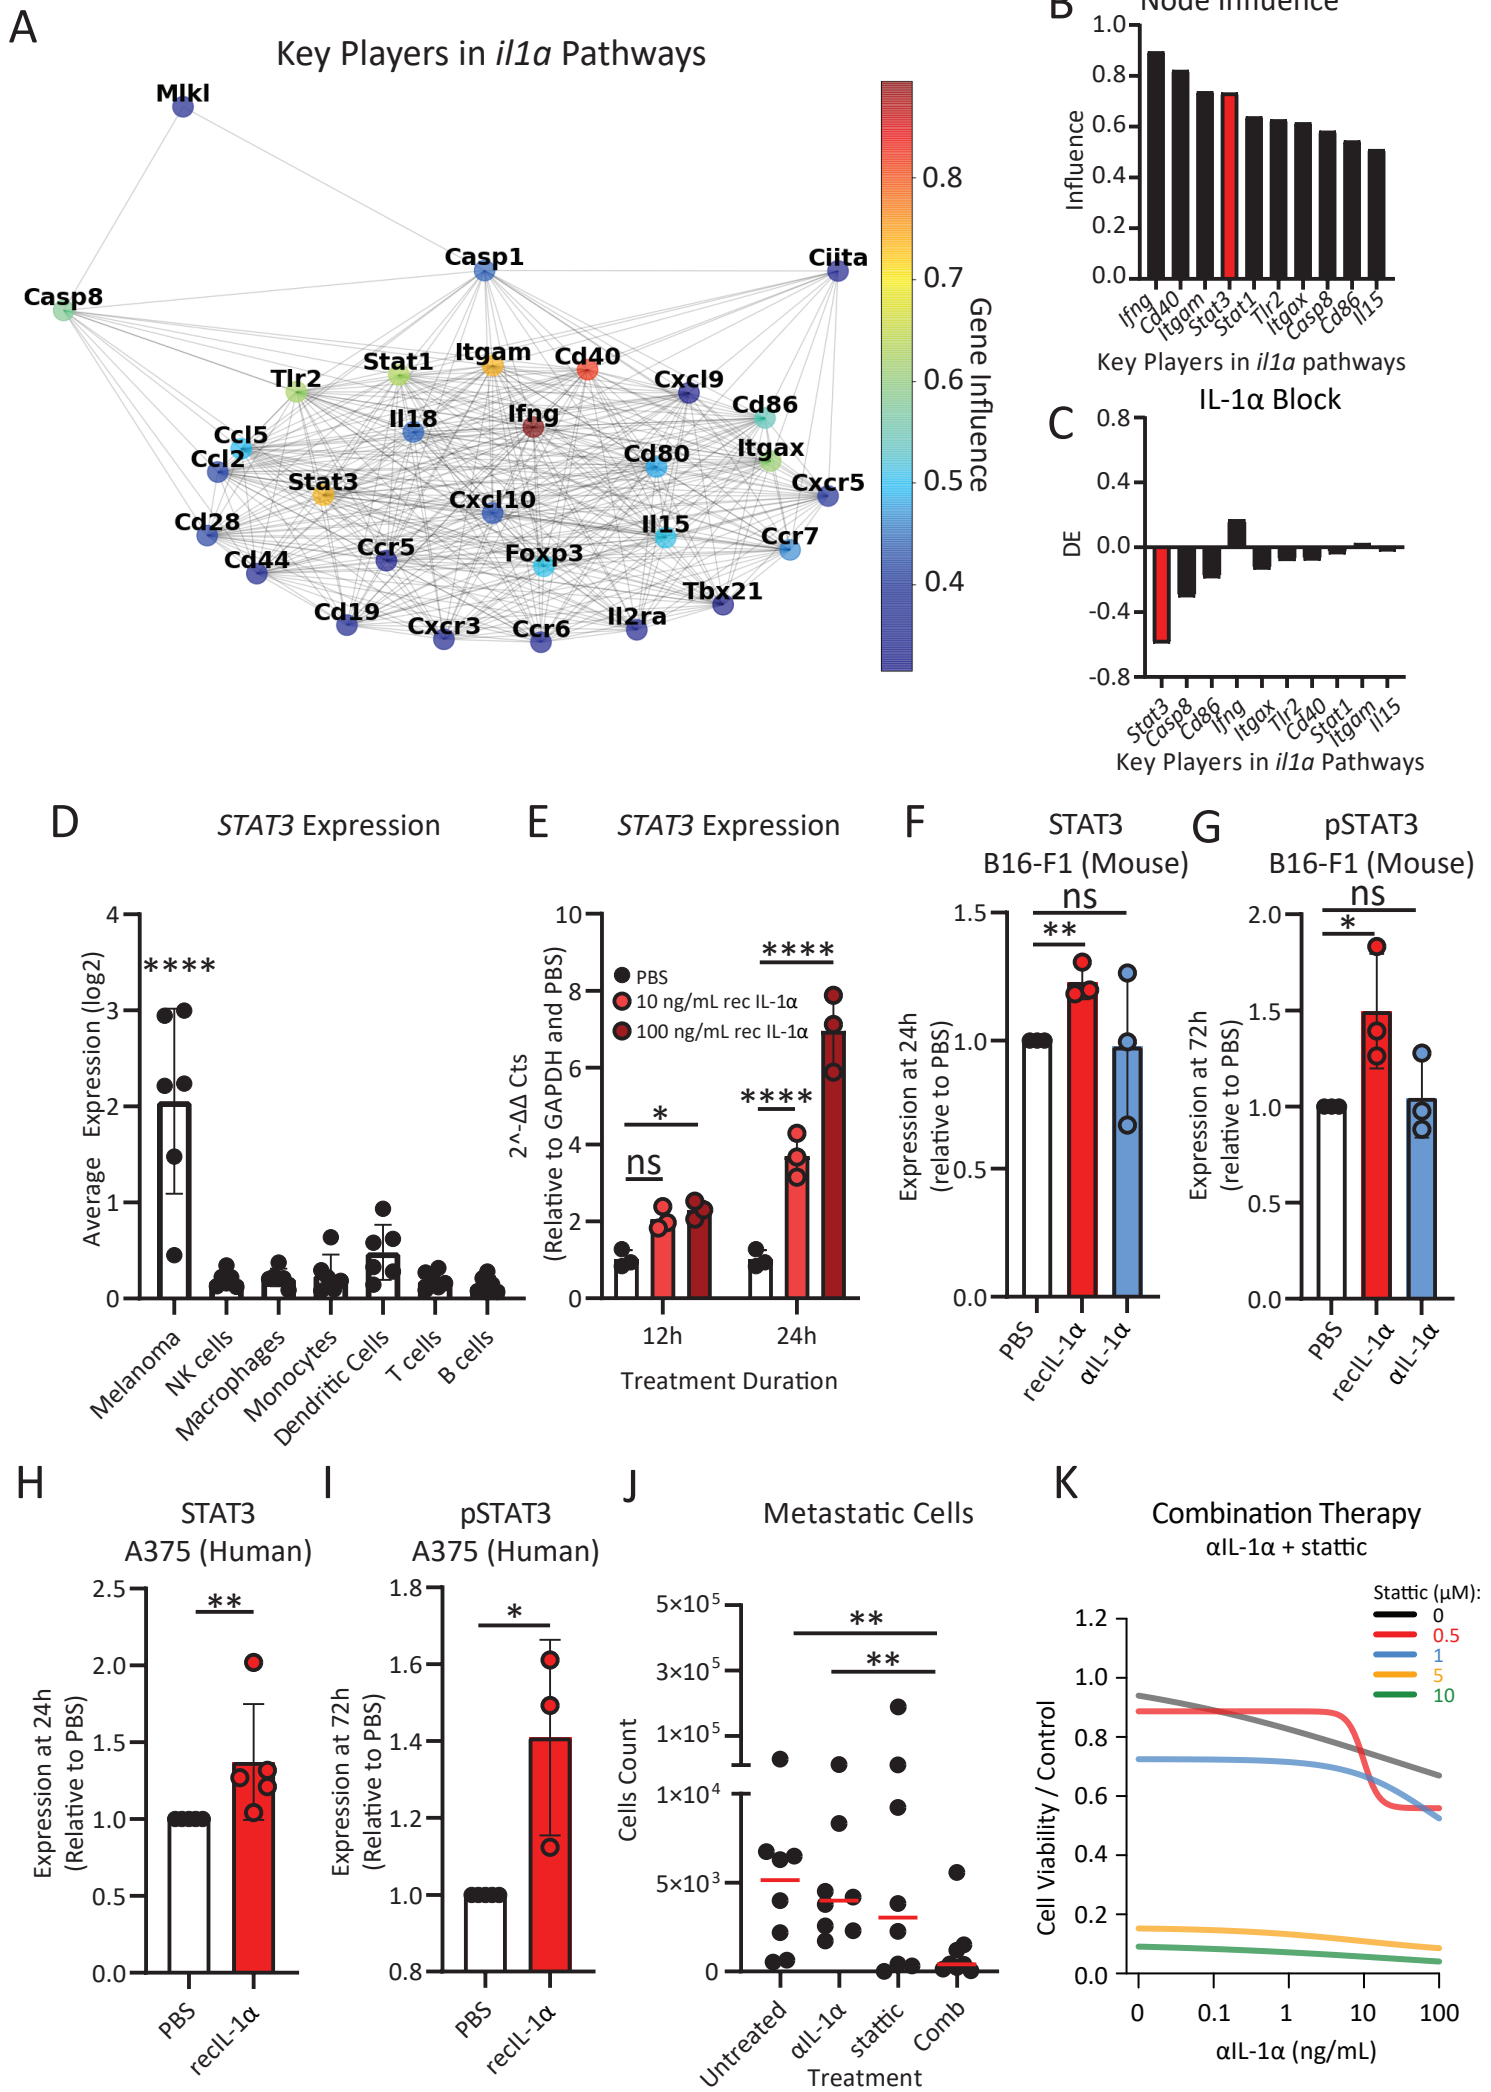 A
Key Players in il1a Pathways
Mlkl
Casp1
Ciita
Casp8
Stat1
Itgam
Cd40
Tlr2
Cxcl9
Cd86
Il18
Ifng
Ccl5
Ccl2
Cd80
Itgax
Stat3
Cxcl10
Cxcr5
Cd28
Il15
Ccr7
Cd44
Ccr5
Foxp3
Tbx21
Cd19
Cxcr3
Ccr6
Il2ra
0.8
0.7
0.6
0.5
0.4
Gene Influence
B
Node Influence
1.0
0.8
0.6
0.4
0.2
0.0
Influence
Ifng
Cd40
Itgam
Stat3
Stat1
Tlr2
Itgax
Casp8
Cd86
Il15
Key Players in il1a pathways
C
IL-1α Block
0.8
0.4
0.0
-0.4
-0.8
DE
Stat3
Casp8
Cd86
Ifng
Itgax
Tlr2
Cd40
Stat1
Itgam
Il15
Key Players in il1a Pathways
D
STAT3 Expression
Average Expression (log2)
4
3
2
1
0
****
Melanoma
NK cells
Macrophages
Monocytes
Dendritic Cells
T cells
B cells
E
STAT3 Expression
2^-ΔΔ Cts
(Relative to GAPDH and PBS)
10
8
6
4
2
0
PBS
10 ng/mL rec IL-1α
100 ng/mL rec IL-1α
ns
*
****
****
12h
24h
Treatment Duration
F
STAT3
B16-F1 (Mouse)
Expression at 24h
(relative to PBS)
1.5
1.0
0.5
0.0
ns
**
PBS
recIL-1α
αIL-1α
G
pSTAT3
B16-F1 (Mouse)
Expression at 72h
(relative to PBS)
2.0
1.5
1.0
0.5
0.0
ns
*
PBS
recIL-1α
αIL-1α
H
STAT3
A375 (Human)
Expression at 24h
(Relative to PBS)
2.5
2.0
1.5
1.0
0.5
0.0
**
PBS
recIL-1α
I
pSTAT3
A375 (Human)
Expression at 72h
(Relative to PBS)
1.8
1.6
1.4
1.2
1.0
0.8
*
PBS
recIL-1α
J
Metastatic Cells
Cells Count
5×10⁵
3×10⁵
1×10⁵
1×10⁴
5×10³
0
**
**
Untreated
αIL-1α
stattic
Comb
Treatment
K
Combination Therapy
αIL-1α + stattic
Stattic (μM):
0
0.5
1
5
10
Cell Viability / Control
1.2
1.0
0.8
0.6
0.4
0.2
0.0
0
0.1
1
10
100
αIL-1α (ng/mL)